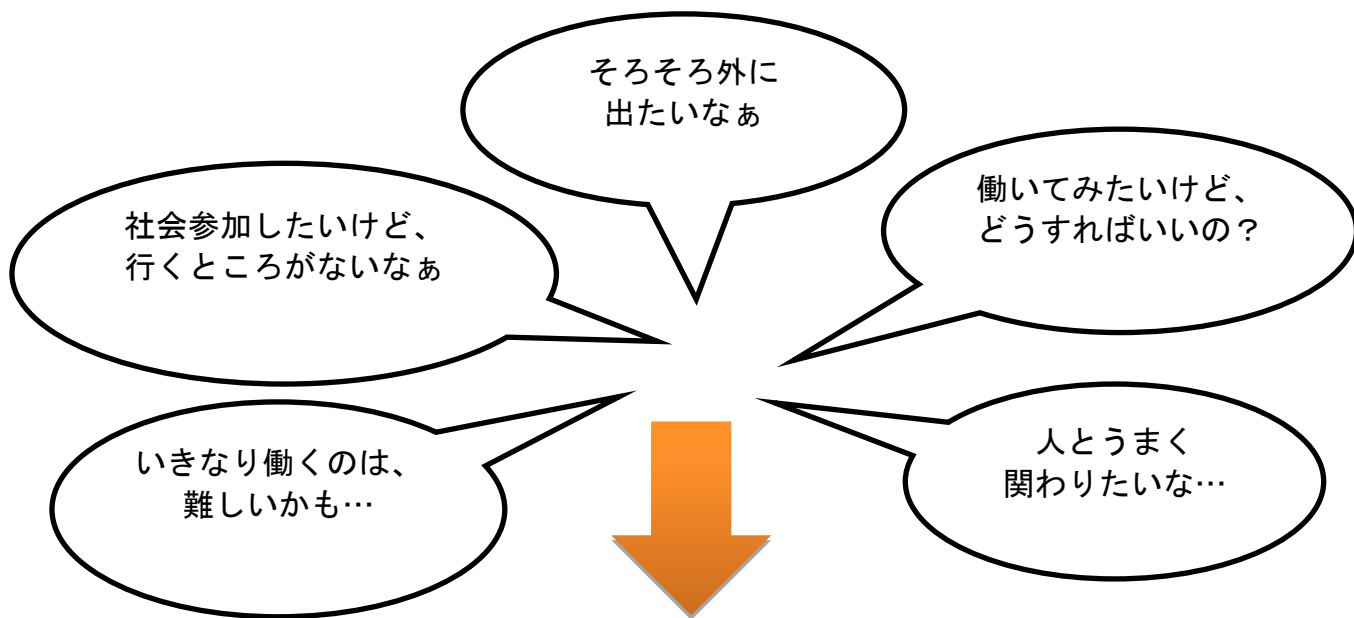 そろそろ外に
出たいなぁ
社会参加したいけど、
行くところがないなぁ
働いてみたいけど、
どうすればいいの？
いきなり働くのは、
難しいかも…
人とうまく
関わりたいな…